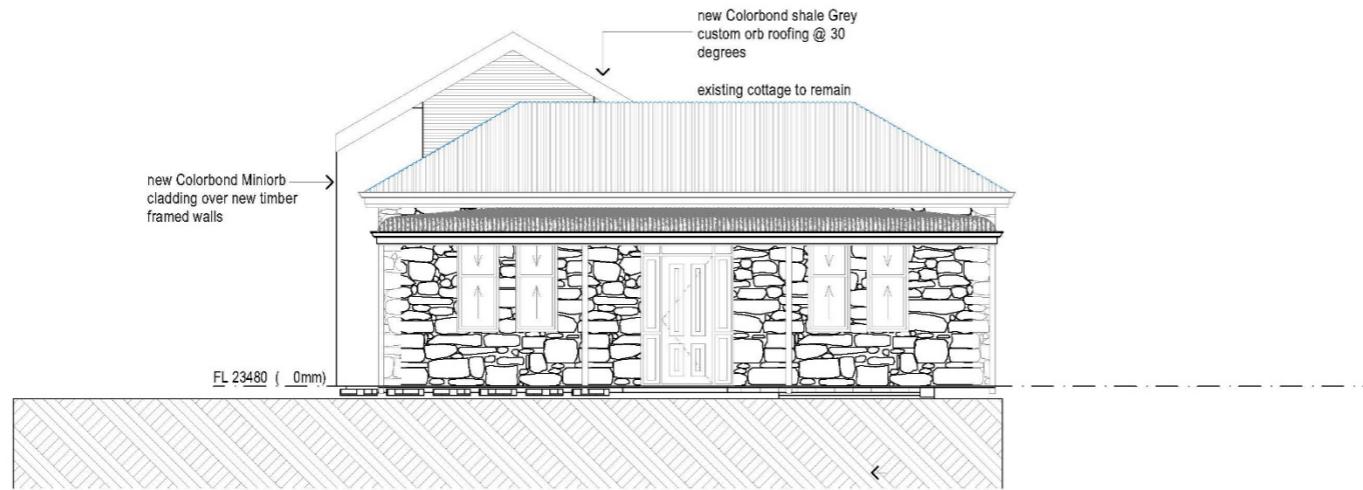 new Colorbond shale Grey
custom orb roofing @ 30
degrees
existing cottage to remain
new Colorbond Miniorb
cladding over new timber
framed walls
FL 23480 ( 0mm)